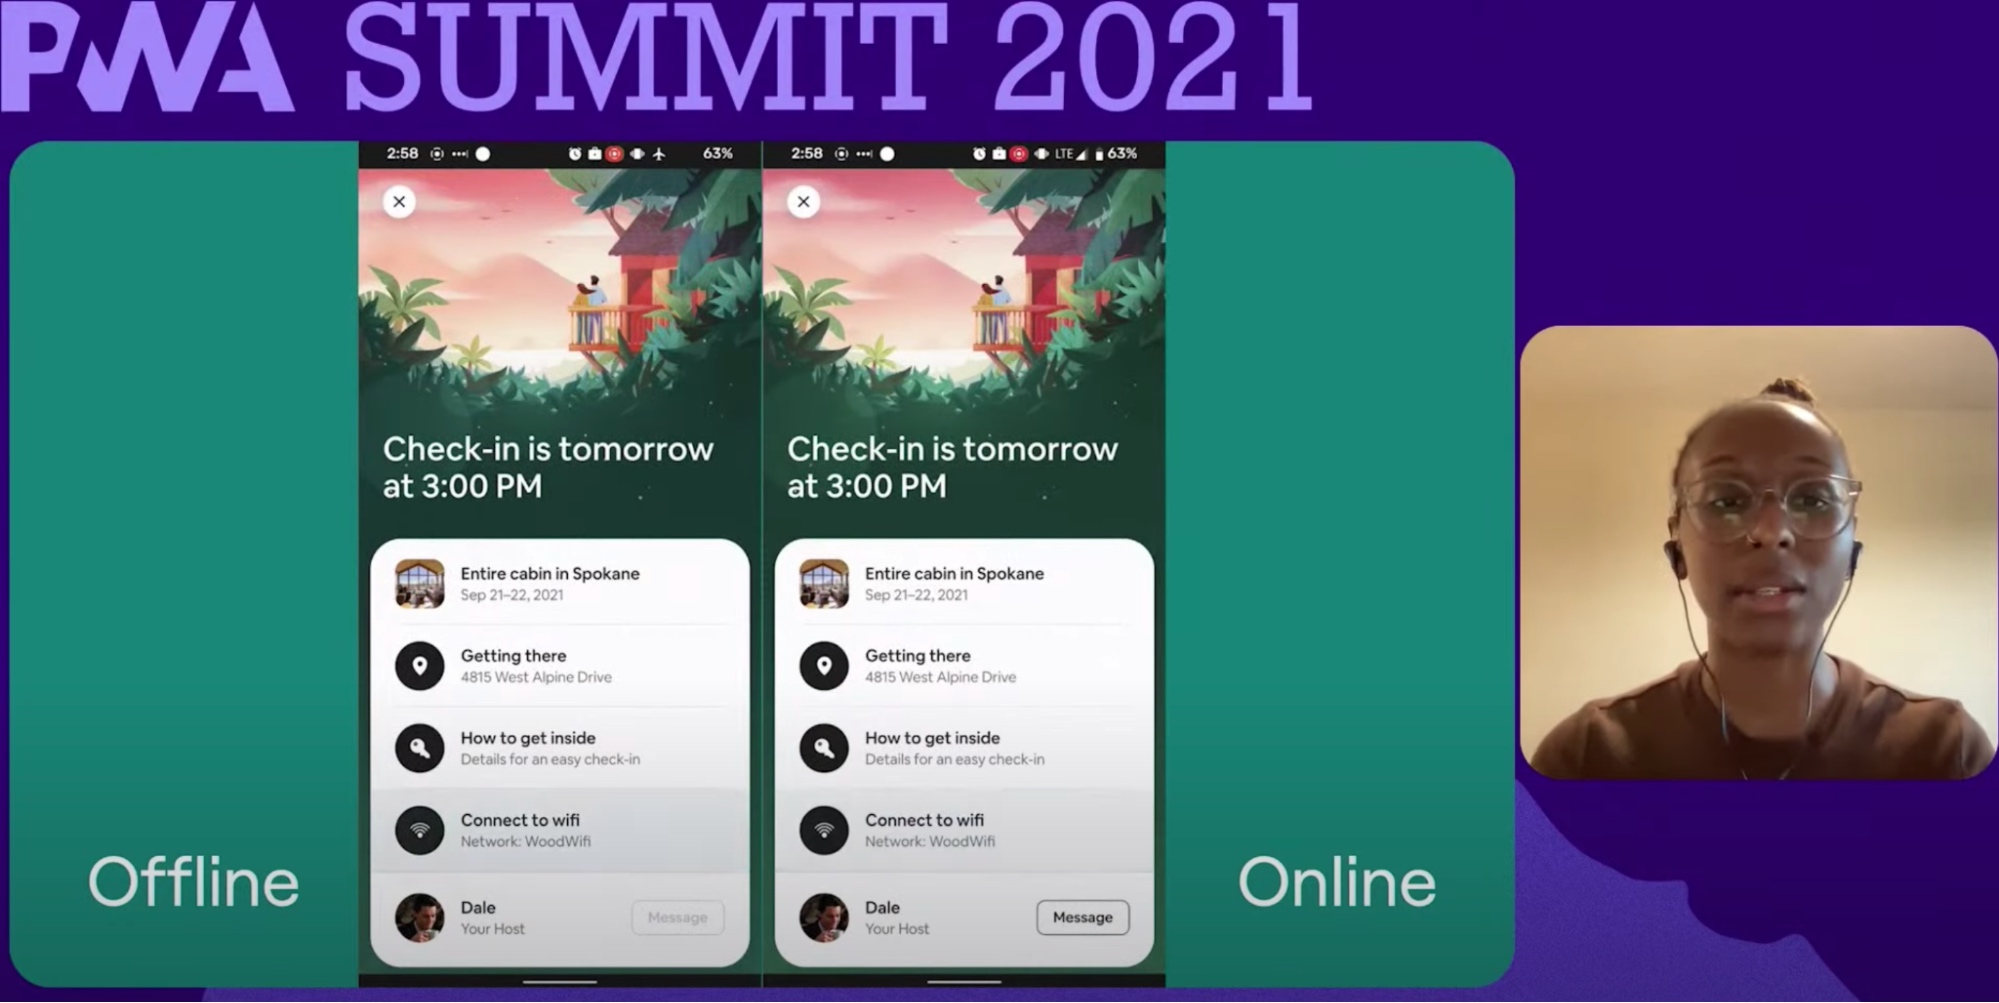 PWA SUMMIT 2021
2:58 63%
Check-in is tomorrow
at 3:00 PM
Entire cabin in Spokane
Sep 21–22, 2021
Getting there
4815 West Alpine Drive
How to get inside
Details for an easy check-in
Connect to wifi
Network: WoodWifi
Dale
Your Host
Message
Offline
2:58 LTE 63%
Check-in is tomorrow
at 3:00 PM
Entire cabin in Spokane
Sep 21–22, 2021
Getting there
4815 West Alpine Drive
How to get inside
Details for an easy check-in
Connect to wifi
Network: WoodWifi
Dale
Your Host
Message
Online